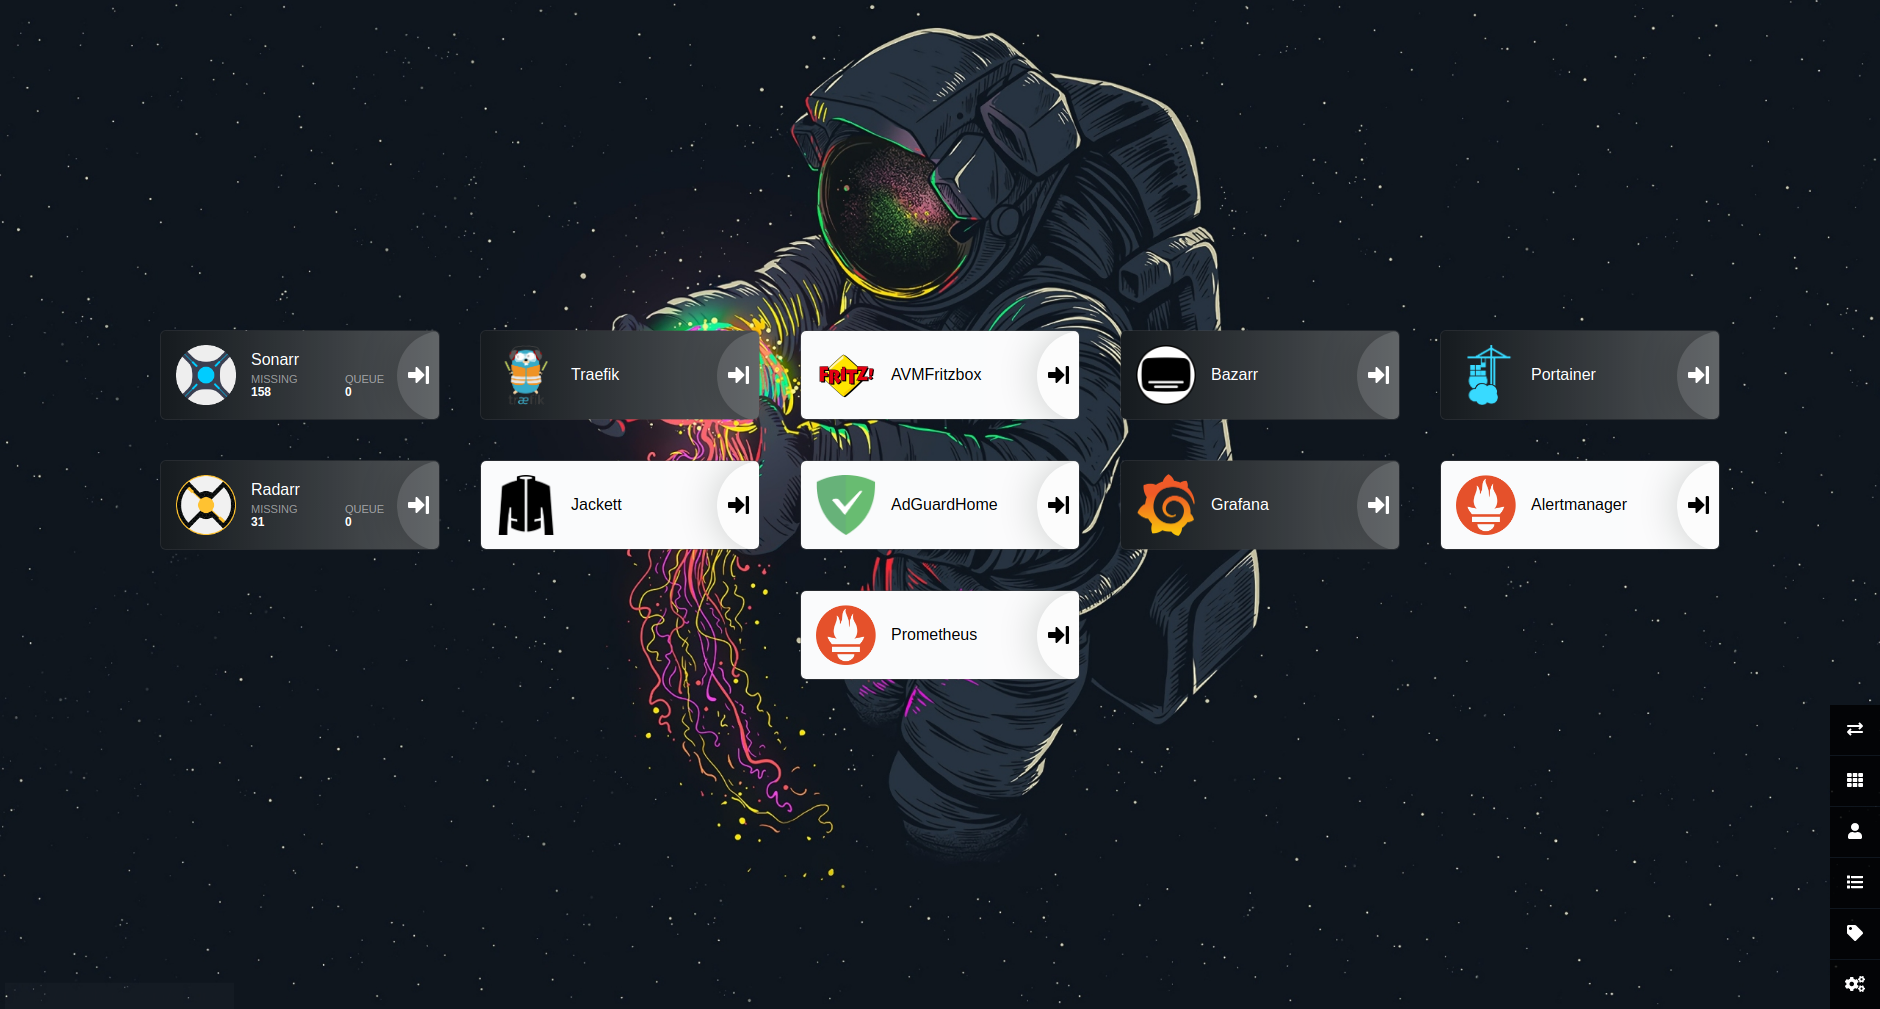 Sonarr
MISSING QUEUE
158 0
Traefik
træfik
FRITZ!
AVMFritzbox
Bazarr
Portainer
Radarr
MISSING QUEUE
31 0
Jackett
AdGuardHome
Grafana
Alertmanager
Prometheus